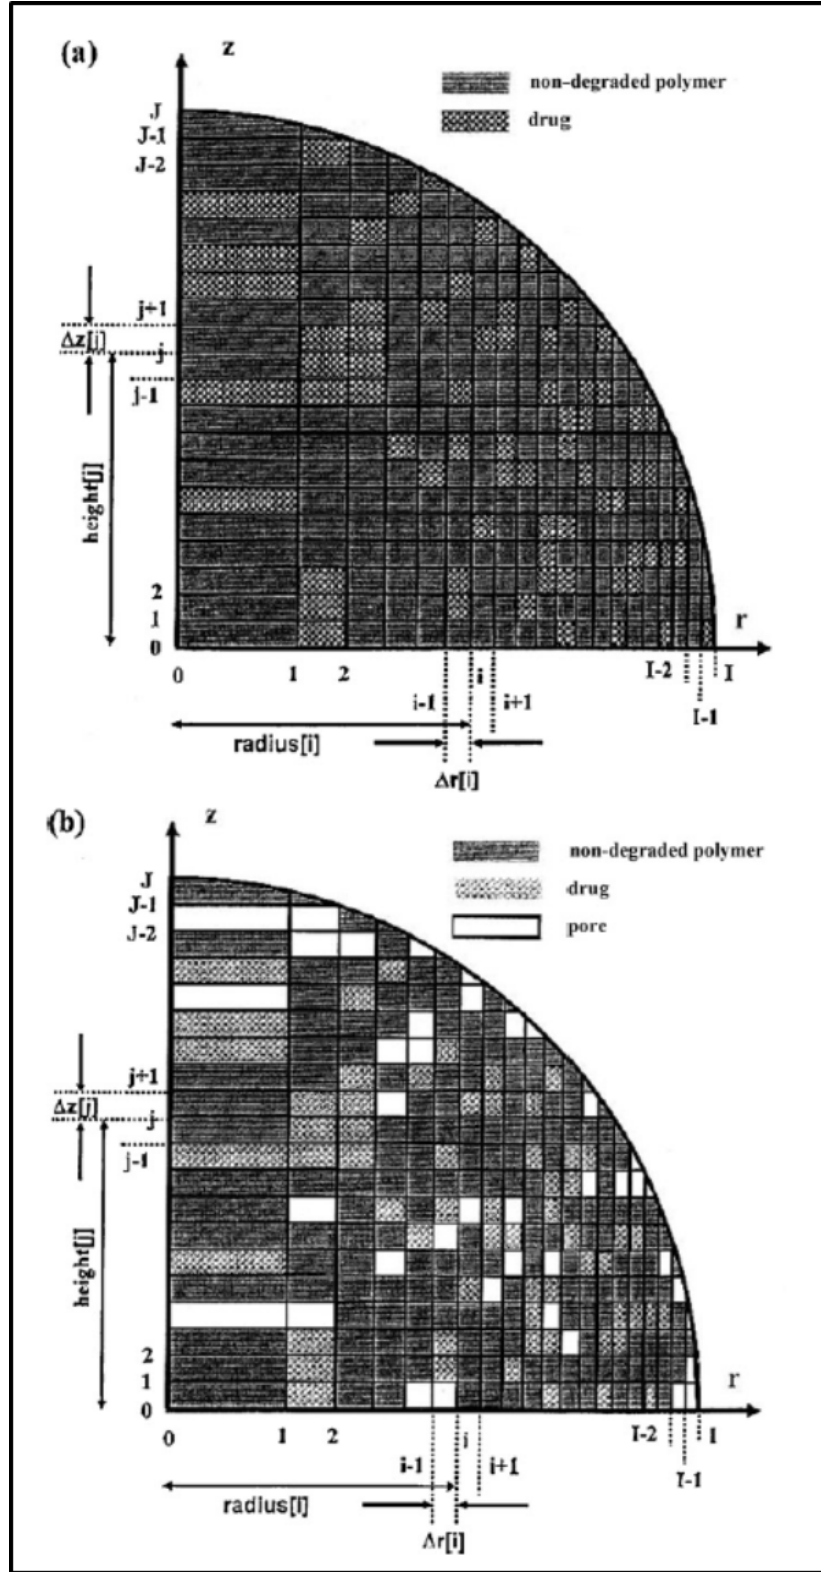 (a)
z
non-degraded polymer
drug
J
J-1
J-2
j+1
Δz[j]
j
j-1
height[j]
2
1
0
r
0
1
2
i
I-2
I
i-1
i+1
I-1
radius[i]
Δr[i]
(b)
z
non-degraded polymer
drug
pore
J
J-1
J-2
j+1
Δz[j]
j
j-1
height[j]
2
1
0
r
0
1
2
j
I-2
I
i-1
i+1
I-1
radius[i]
Δr[i]